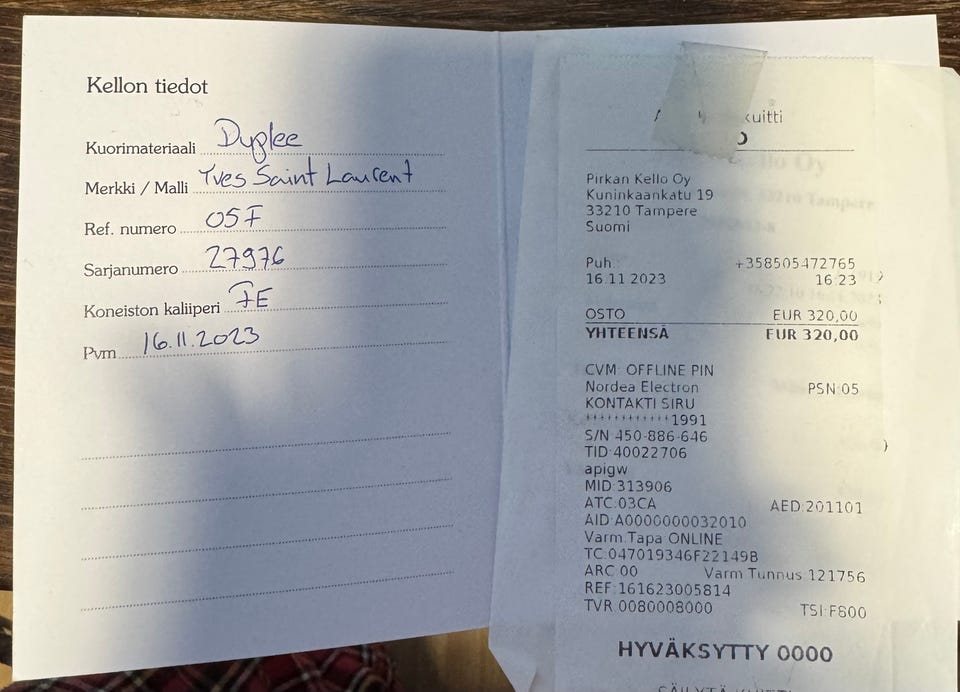 Kellon tiedot
Kuorimateriaali Dyplee
Merkki / Malli Yves Saint Laurent
Ref. numero 05F
Sarjanumero 27976
Koneiston kaliiperi FE
Pvm 16.11.2023
kuitti
Pirkan Kello Oy
Kuninkaankatu 19
33210 Tampere
Suomi
Puh.: +358505472765
16.11 2023 16:23
OSTO EUR 320,00
YHTEENSÄ EUR 320,00
CVM: OFFLINE PIN
Nordea Electron PSN:05
KONTAKTI SIRU
************1991
S/N 450-886-646
TID:40022706
apigw
MID:313906
ATC:03CA AED:201101
AID:A0000000032010
Varm.Tapa ONLINE
TC:047019346F22149B
ARC:00 Varm Tunnus 121756
REF:161623005814
TVR 0080008000 TSI:F800
HYVÄKSYTTY 0000